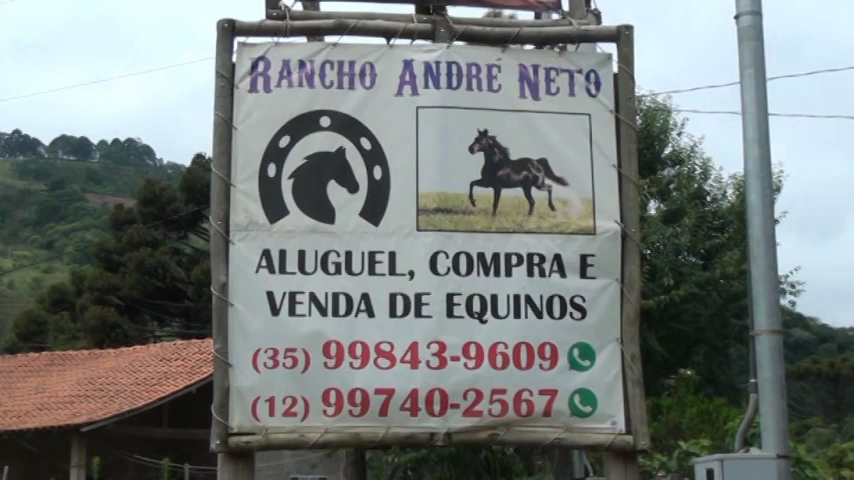 RANCHO ANDRÉ NETO
ALUGUEL, COMPRA E
VENDA DE EQUINOS
(35) 99843-9609
(12) 99740-2567